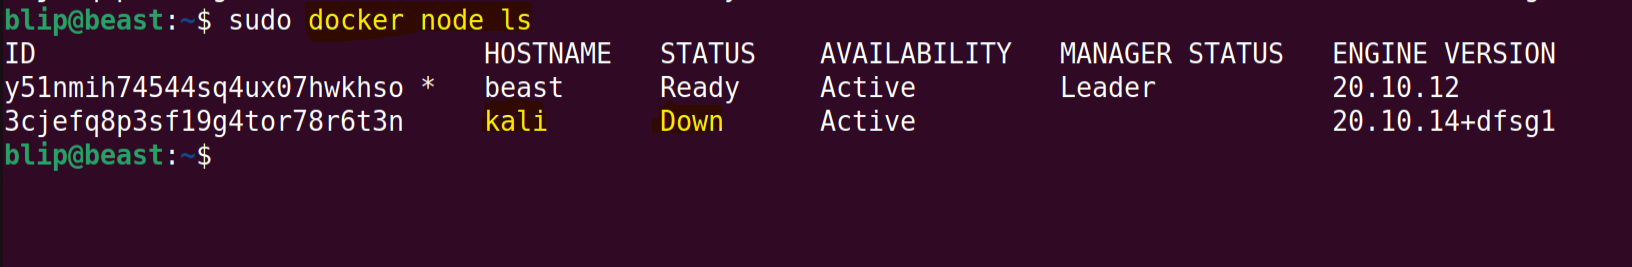 blip@beast:~$ sudo docker node ls
ID HOSTNAME STATUS AVAILABILITY MANAGER STATUS ENGINE VERSION
y51nmih74544sq4ux07hwkhso * beast Ready Active Leader 20.10.12
3cjefq8p3sf19g4tor78r6t3n kali Down Active 20.10.14+dfsg1
blip@beast:~$